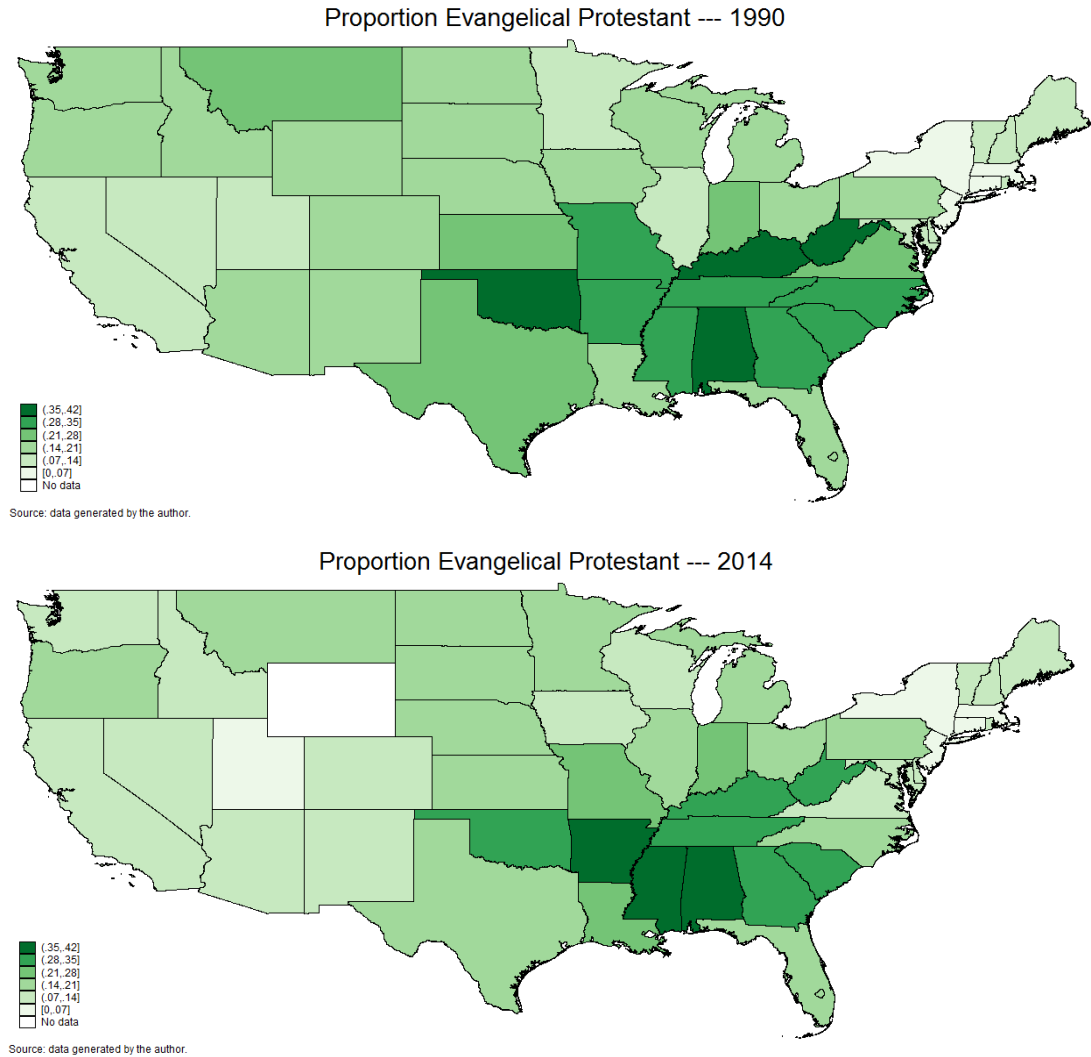 Proportion Evangelical Protestant --- 1990
(.35,.42]
(.28,.35]
(.21,.28]
(.14,.21]
(.07,.14]
[0,.07]
No data
Source: data generated by the author.
Proportion Evangelical Protestant --- 2014
(.35,.42]
(.28,.35]
(.21,.28]
(.14,.21]
(.07,.14]
[0,.07]
No data
Source: data generated by the author.